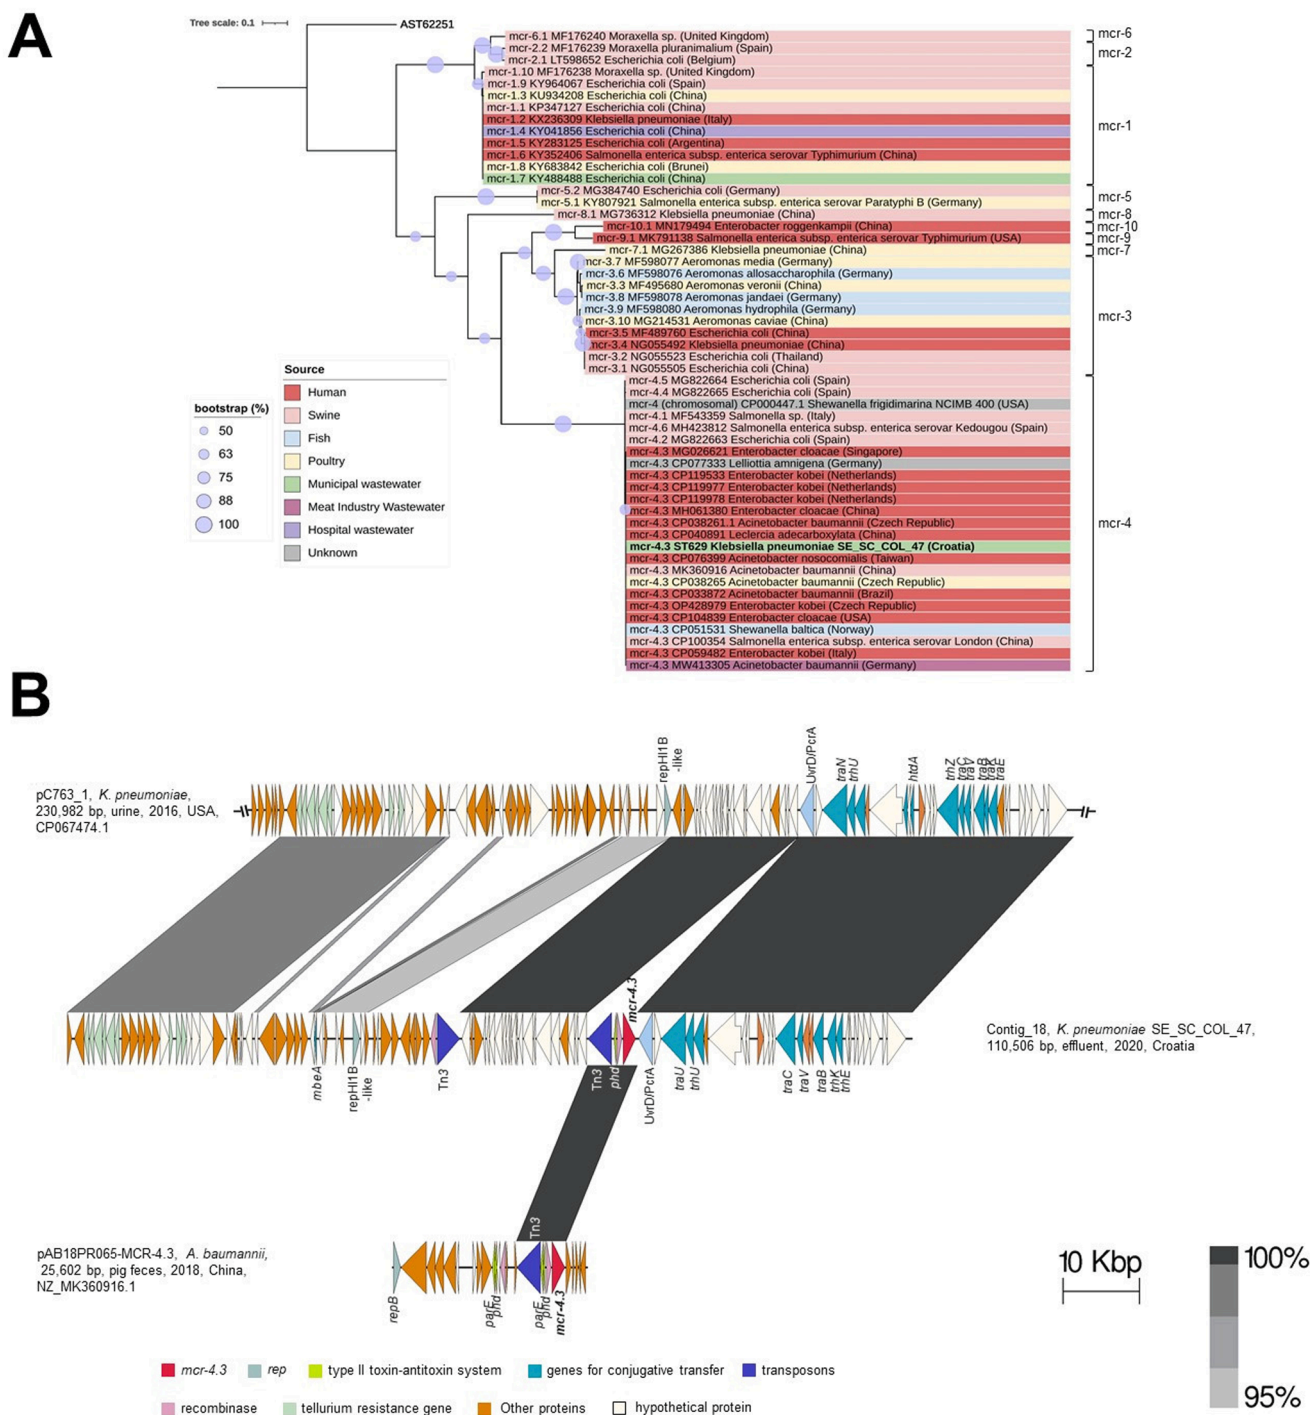 A
Tree scale: 0.1
AST62251
mcr-6.1 MF176240 Moraxella sp. (United Kingdom)
mcr-2.2 MF176239 Moraxella pluranimalium (Spain)
mcr-2.1 LT598652 Escherichia coli (Belgium)
mcr-1.10 MF176238 Moraxella sp. (United Kingdom)
mcr-1.9 KY964067 Escherichia coli (Spain)
mcr-1.3 KU934208 Escherichia coli (China)
mcr-1.1 KP347127 Escherichia coli (China)
mcr-1.2 KX236309 Klebsiella pneumoniae (Italy)
mcr-1.4 KY041856 Escherichia coli (China)
mcr-1.5 KY283125 Escherichia coli (Argentina)
mcr-1.6 KY352406 Salmonella enterica subsp. enterica serovar Typhimurium (China)
mcr-1.8 KY683842 Escherichia coli (Brunei)
mcr-1.7 KY488488 Escherichia coli (China)
mcr-5.2 MG384740 Escherichia coli (Germany)
mcr-5.1 KY807921 Salmonella enterica subsp. enterica serovar Paratyphi B (Germany)
mcr-8.1 MG736312 Klebsiella pneumoniae (China)
mcr-10.1 MN179494 Enterobacter roggenkampii (China)
mcr-9.1 MK791138 Salmonella enterica subsp. enterica serovar Typhimurium (USA)
mcr-7.1 MG267386 Klebsiella pneumoniae (China)
mcr-3.7 MF598077 Aeromonas media (Germany)
mcr-3.6 MF598076 Aeromonas allosaccharophila (Germany)
mcr-3.3 MF495680 Aeromonas veronii (China)
mcr-3.8 MF598078 Aeromonas jandaei (Germany)
mcr-3.9 MF598080 Aeromonas hydrophila (Germany)
mcr-3.10 MG214531 Aeromonas caviae (China)
mcr-3.5 MF489760 Escherichia coli (China)
mcr-3.4 NG055492 Klebsiella pneumoniae (China)
mcr-3.2 NG055523 Escherichia coli (Thailand)
mcr-3.1 NG055505 Escherichia coli (China)
mcr-4.5 MG822664 Escherichia coli (Spain)
mcr-4.4 MG822665 Escherichia coli (Spain)
mcr-4 (chromosomal) CP000447.1 Shewanella frigidimarina NCIMB 400 (USA)
mcr-4.1 MF543359 Salmonella sp. (Italy)
mcr-4.6 MH423812 Salmonella enterica subsp. enterica serovar Kedougou (Spain)
mcr-4.2 MG822663 Escherichia coli (Spain)
mcr-4.3 MG026621 Enterobacter cloacae (Singapore)
mcr-4.3 CP077333 Lelliottia amnigena (Germany)
mcr-4.3 CP119533 Enterobacter kobei (Netherlands)
mcr-4.3 CP119977 Enterobacter kobei (Netherlands)
mcr-4.3 CP119978 Enterobacter kobei (Netherlands)
mcr-4.3 MH061380 Enterobacter cloacae (China)
mcr-4.3 CP038261.1 Acinetobacter baumannii (Czech Republic)
mcr-4.3 CP040891 Leclercia adecarboxylata (China)
mcr-4.3 ST629 Klebsiella pneumoniae SE_SC_COL_47 (Croatia)
mcr-4.3 CP076399 Acinetobacter nosocomialis (Taiwan)
mcr-4.3 MK360916 Acinetobacter baumannii (China)
mcr-4.3 CP038265 Acinetobacter baumannii (Czech Republic)
mcr-4.3 CP033872 Acinetobacter baumannii (Brazil)
mcr-4.3 OP428979 Enterobacter kobei (Czech Republic)
mcr-4.3 CP104839 Enterobacter cloacae (USA)
mcr-4.3 CP051531 Shewanella baltica (Norway)
mcr-4.3 CP100354 Salmonella enterica subsp. enterica serovar London (China)
mcr-4.3 CP059482 Enterobacter kobei (Italy)
mcr-4.3 MW413305 Acinetobacter baumannii (Germany)
mcr-6
mcr-2
mcr-1
mcr-5
mcr-8
mcr-10
mcr-9
mcr-7
mcr-3
mcr-4
bootstrap (%)
50
63
75
88
100
Source
Human
Swine
Fish
Poultry
Municipal wastewater
Meat Industry Wastewater
Hospital wastewater
Unknown
B
pC763_1, K. pneumoniae,
230,982 bp, urine, 2016, USA,
CP067474.1
repHI1B
-like
UvrD/PcrA
traN
trhU
htdA
trhZ
traC
traV
traB
traK
traE
mcr-4.3
Contig_18, K. pneumoniae SE_SC_COL_47,
110,506 bp, effluent, 2020, Croatia
mbeA
repHI1B
-like
Tn3
Tn3
phd
UvrD/PcrA
traU
trhU
traC
traV
traB
trhK
trhE
pAB18PR065-MCR-4.3, A. baumannii,
25,602 bp, pig feces, 2018, China,
NZ_MK360916.1
Tn3
repB
parE
phd
parE
phd
mcr-4.3
10 Kbp
100%
95%
mcr-4.3
rep
type II toxin-antitoxin system
genes for conjugative transfer
transposons
recombinase
tellurium resistance gene
Other proteins
hypothetical protein